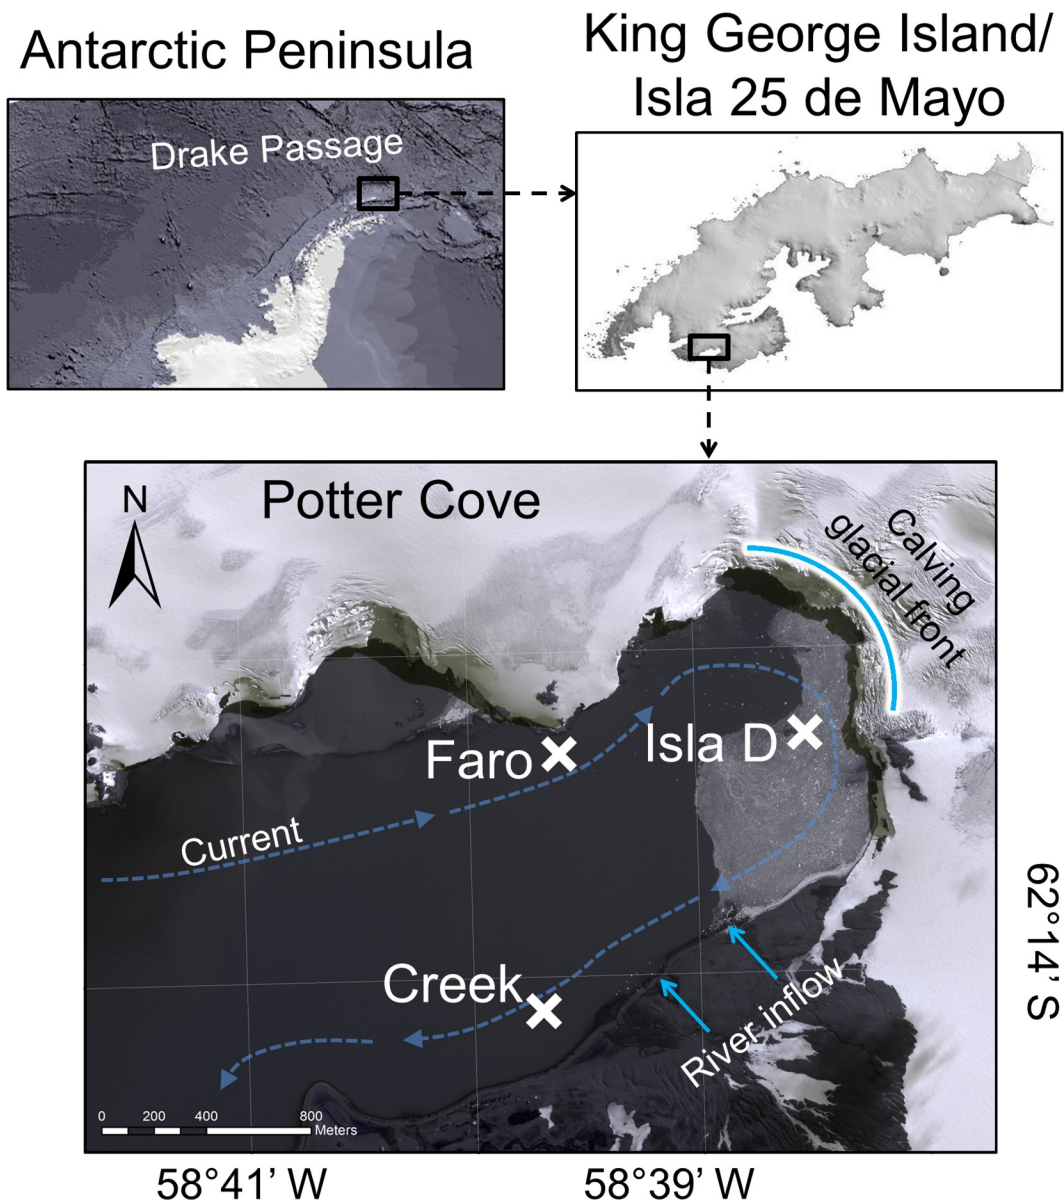 Antarctic Peninsula
King George Island/
Isla 25 de Mayo
Drake Passage
N
Potter Cove
Calving
glacial front
Faro
Isla D
Current
Creek
River inflow
0 200 400 800
Meters
62°14’ S
58°41’ W
58°39’ W